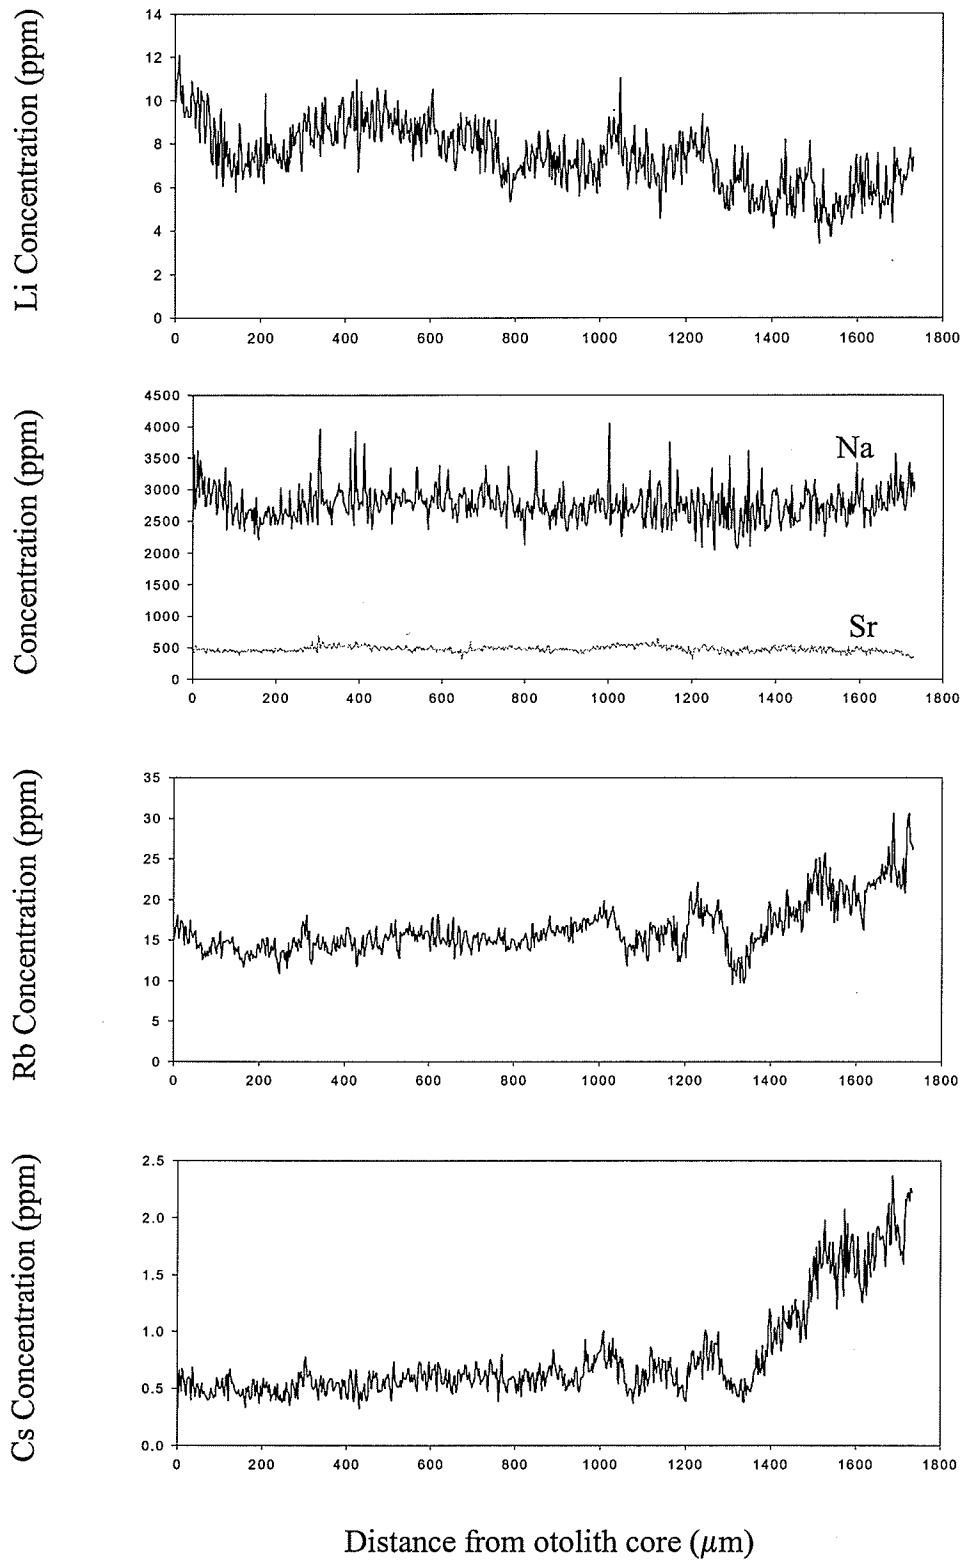 Li Concentration (ppm)
14
12
10
8
6
4
2
0
0 200 400 600 800 1000 1200 1400 1600 1800
Concentration (ppm)
4500
4000
3500
3000
2500
2000
1500
1000
500
0
Na
Sr
0 200 400 600 800 1000 1200 1400 1600 1800
Rb Concentration (ppm)
35
30
25
20
15
10
5
0
0 200 400 600 800 1000 1200 1400 1600 1800
Cs Concentration (ppm)
2.5
2.0
1.5
1.0
0.5
0.0
0 200 400 600 800 1000 1200 1400 1600 1800
Distance from otolith core (μm)